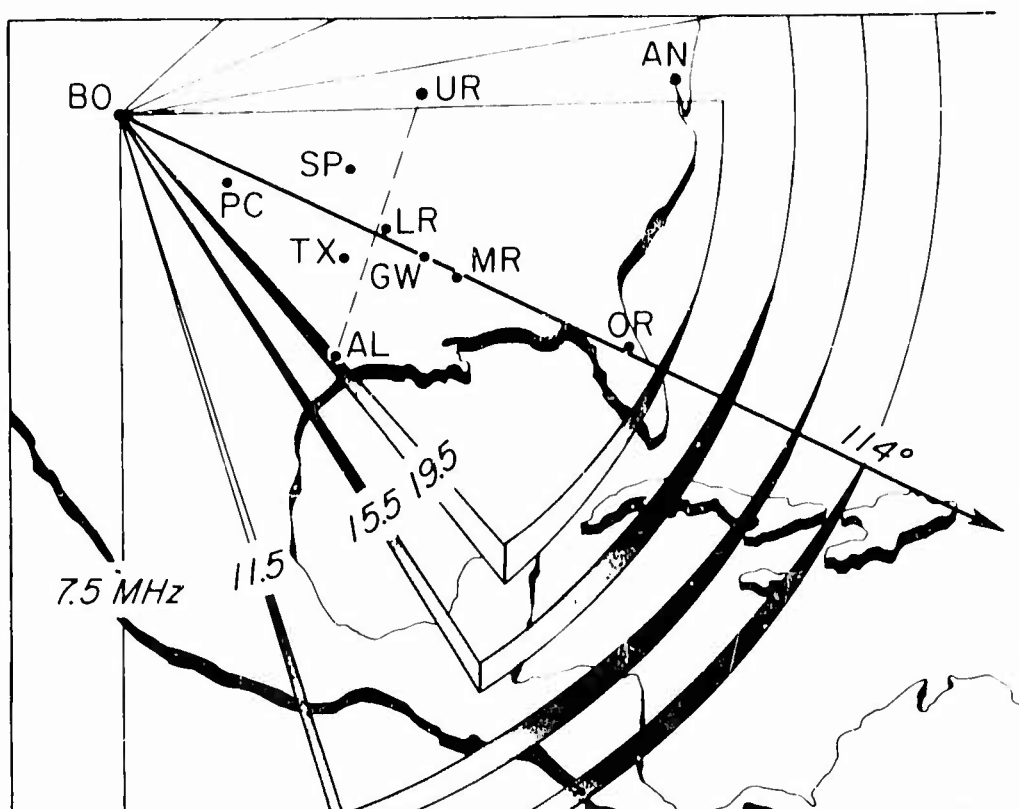 AN
BO
UR
SP
PC
LR
TX
GW
MR
OR
AL
114°
19.5
15.5
11.5
7.5 MHz